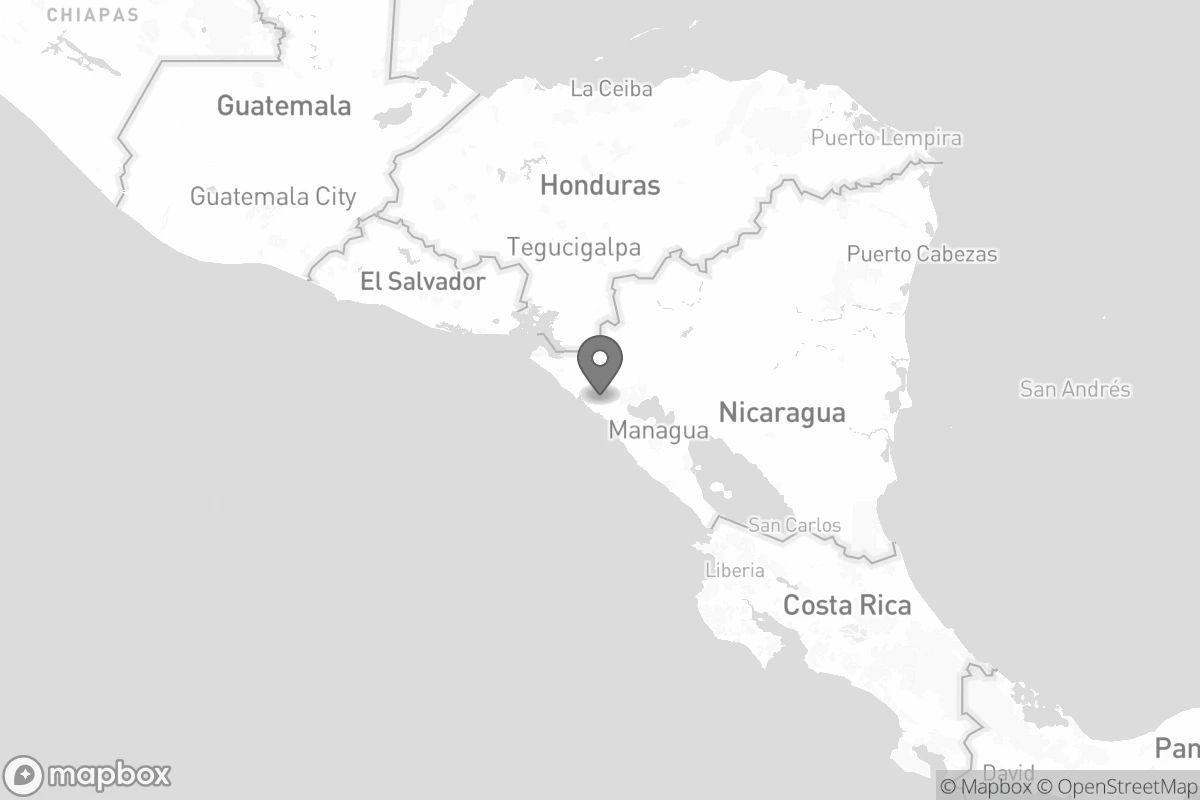 CHIAPAS
La Ceiba
Guatemala
Puerto Lempira
Honduras
Guatemala City
Tegucigalpa
Puerto Cabezas
El Salvador
San Andrés
Nicaragua
Managua
San Carlos
Liberia
Costa Rica
Pan
David
mapbox
© Mapbox © OpenStreetMap